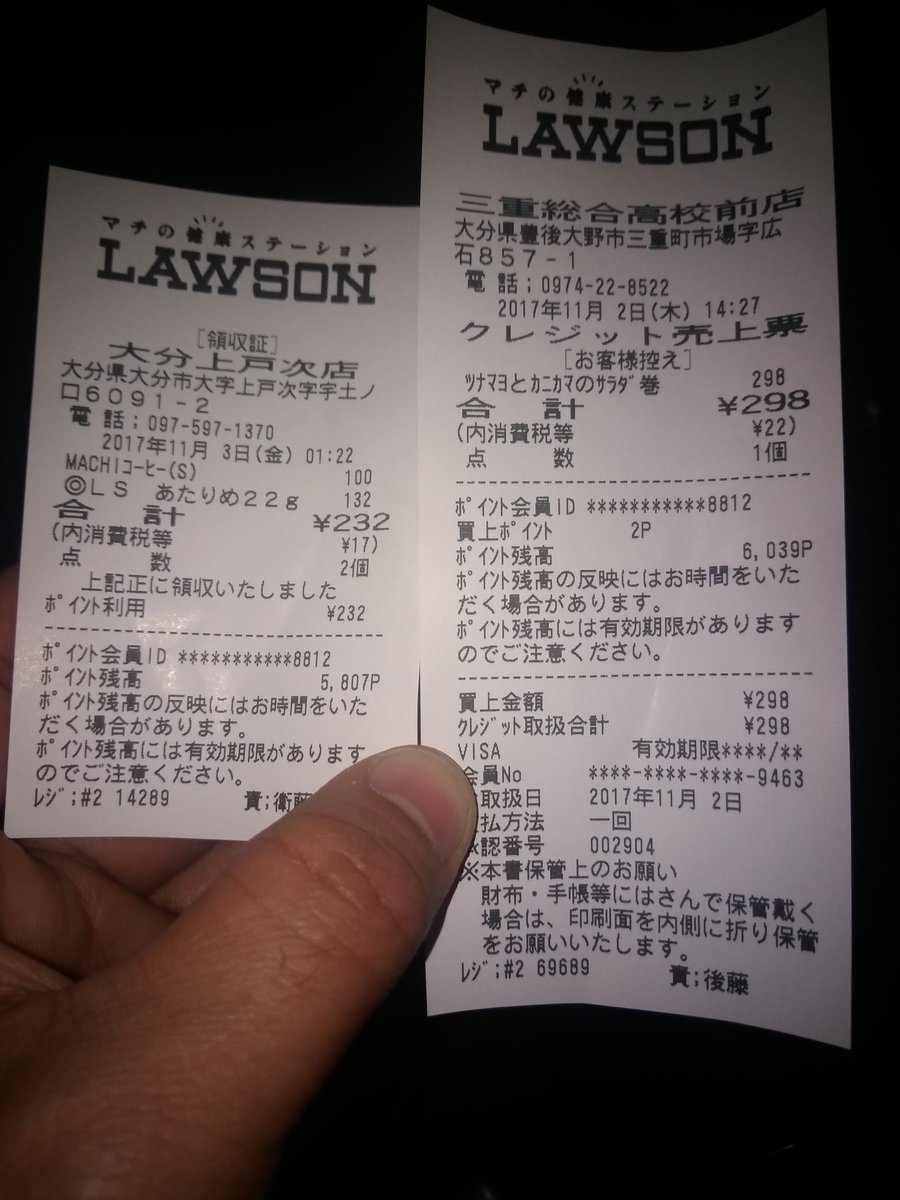 マチの健康ステーション
LAWSON
[領収証]
大分上戸次店
大分県大分市大字上戸次字宇土ノ
口６０９１－２
電 話;097-597-1370
2017年11月 3日(金) 01:22
MACHIコーヒー(S) 100
◎ＬＳ あたりめ２２ｇ 132
合 計 ¥232
(内消費税等 ¥17)
点 数 2個
上記正に領収いたしました
ポイント利用 ¥232
ポイント会員ID ***********8812
ポイント残高 5,807P
ポイント残高の反映にはお時間をいた
だく場合があります。
ポイント残高には有効期限があります
のでご注意ください。
レジ;#2 14289 責;衛藤
マチの健康ステーション
LAWSON
三重総合高校前店
大分県豊後大野市三重町市場字広
石８５７－１
電 話;0974-22-8522
2017年11月 2日(木) 14:27
クレジット売上票
[お客様控え]
ツナマヨとカニカマのサラダ巻 298
合 計 ¥298
(内消費税等 ¥22)
点 数 1個
ポイント会員ID ***********8812
買上ポイント 2P
ポイント残高 6,039P
ポイント残高の反映にはお時間をいた
だく場合があります。
ポイント残高には有効期限があります
のでご注意ください。
買上金額 ¥298
クレジット取扱合計 ¥298
VISA 有効期限****/**
会員No ****-****-****-9463
取扱日 2017年11月 2日
払方法 一回
認番号 002904
※本書保管上のお願い
財布・手帳等にはさんで保管戴く
場合は、印刷面を内側に折り保管
をお願いいたします。
レジ;#2 69689 責;後藤